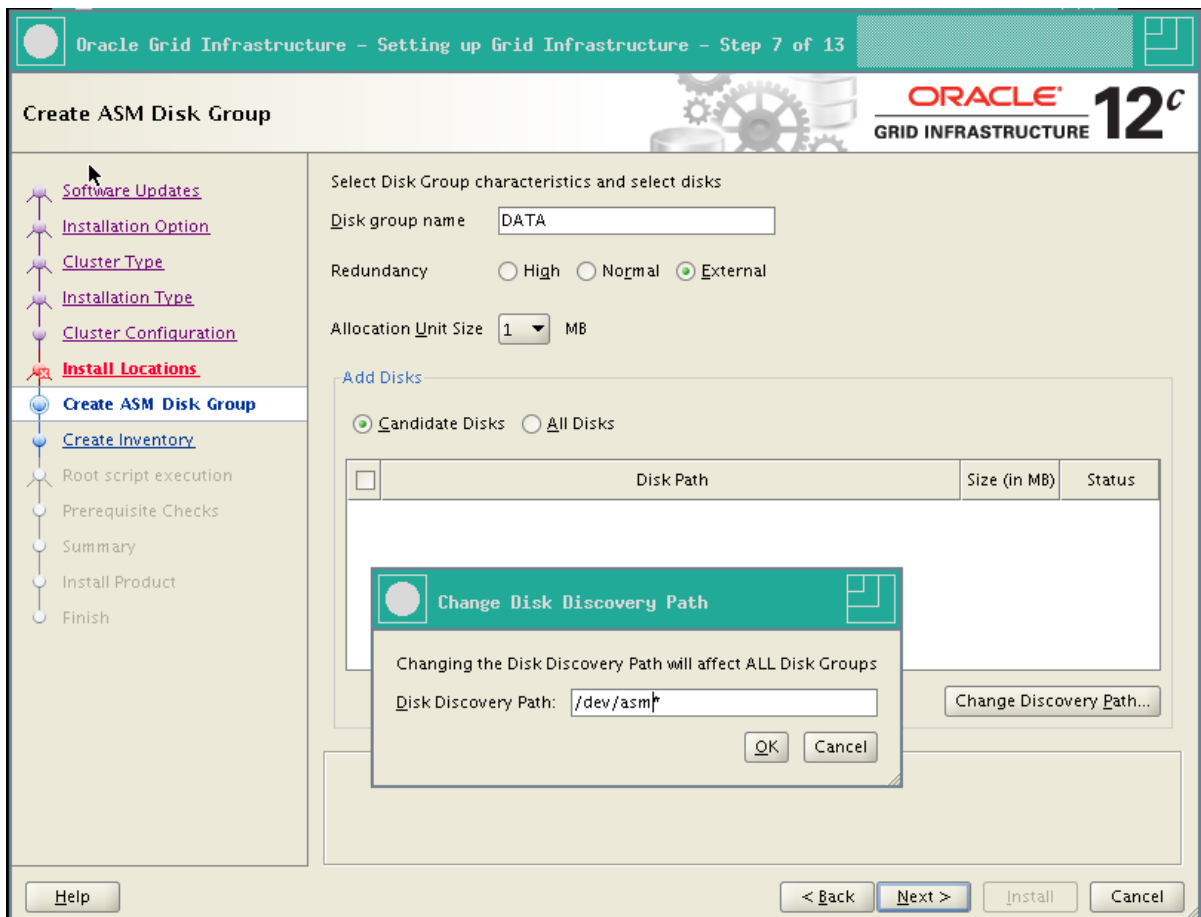 Oracle Grid Infrastructure - Setting up Grid Infrastructure - Step 7 of 13
Create ASM Disk Group
ORACLE®
GRID INFRASTRUCTURE
12c
Software Updates
Installation Option
Cluster Type
Installation Type
Cluster Configuration
Install Locations
Create ASM Disk Group
Create Inventory
Root script execution
Prerequisite Checks
Summary
Install Product
Finish
Select Disk Group characteristics and select disks
Disk group name DATA
Redundancy High Normal External
Allocation Unit Size 1 MB
Add Disks
Candidate Disks All Disks
Disk Path Size (in MB) Status
Change Disk Discovery Path
Changing the Disk Discovery Path will affect ALL Disk Groups
Disk Discovery Path: /dev/asm*
OK Cancel
Change Discovery Path...
Help < Back Next > Install Cancel